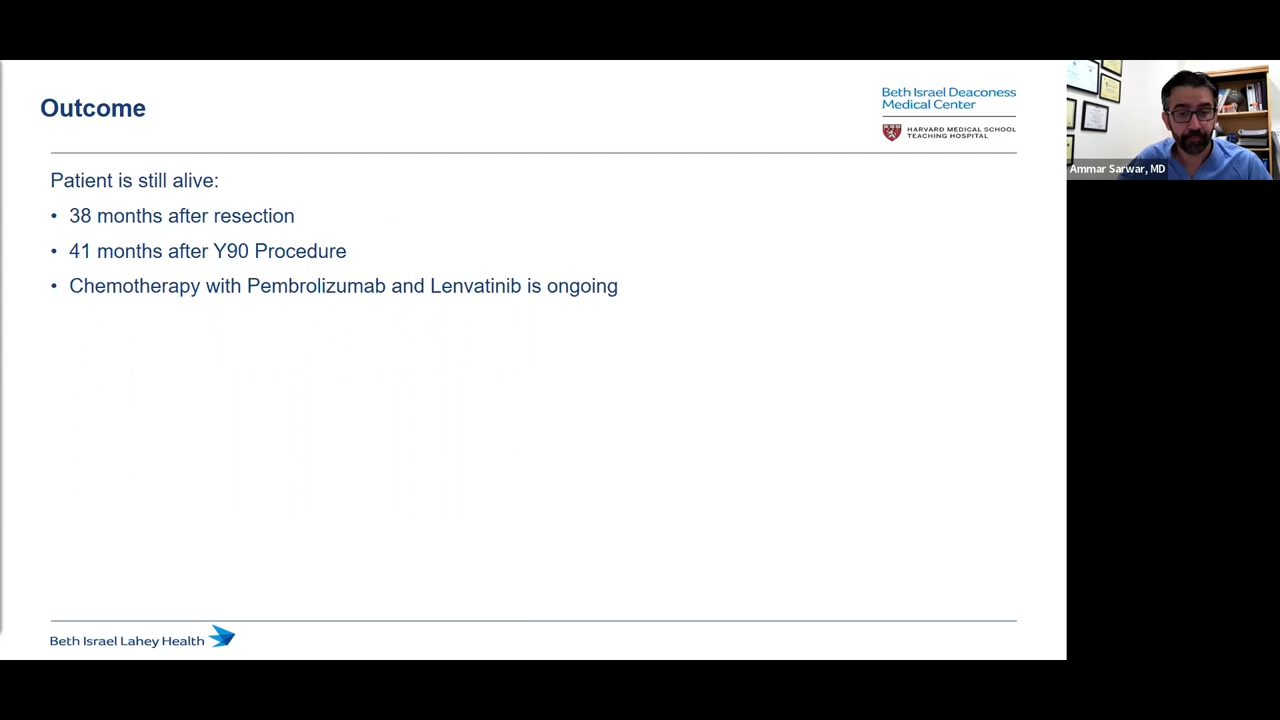 Outcome
Beth Israel Deaconess
Medical Center
HARVARD MEDICAL SCHOOL
TEACHING HOSPITAL
Ammar Sarwar, MD
Patient is still alive:
• 38 months after resection
• 41 months after Y90 Procedure
• Chemotherapy with Pembrolizumab and Lenvatinib is ongoing
Beth Israel Lahey Health